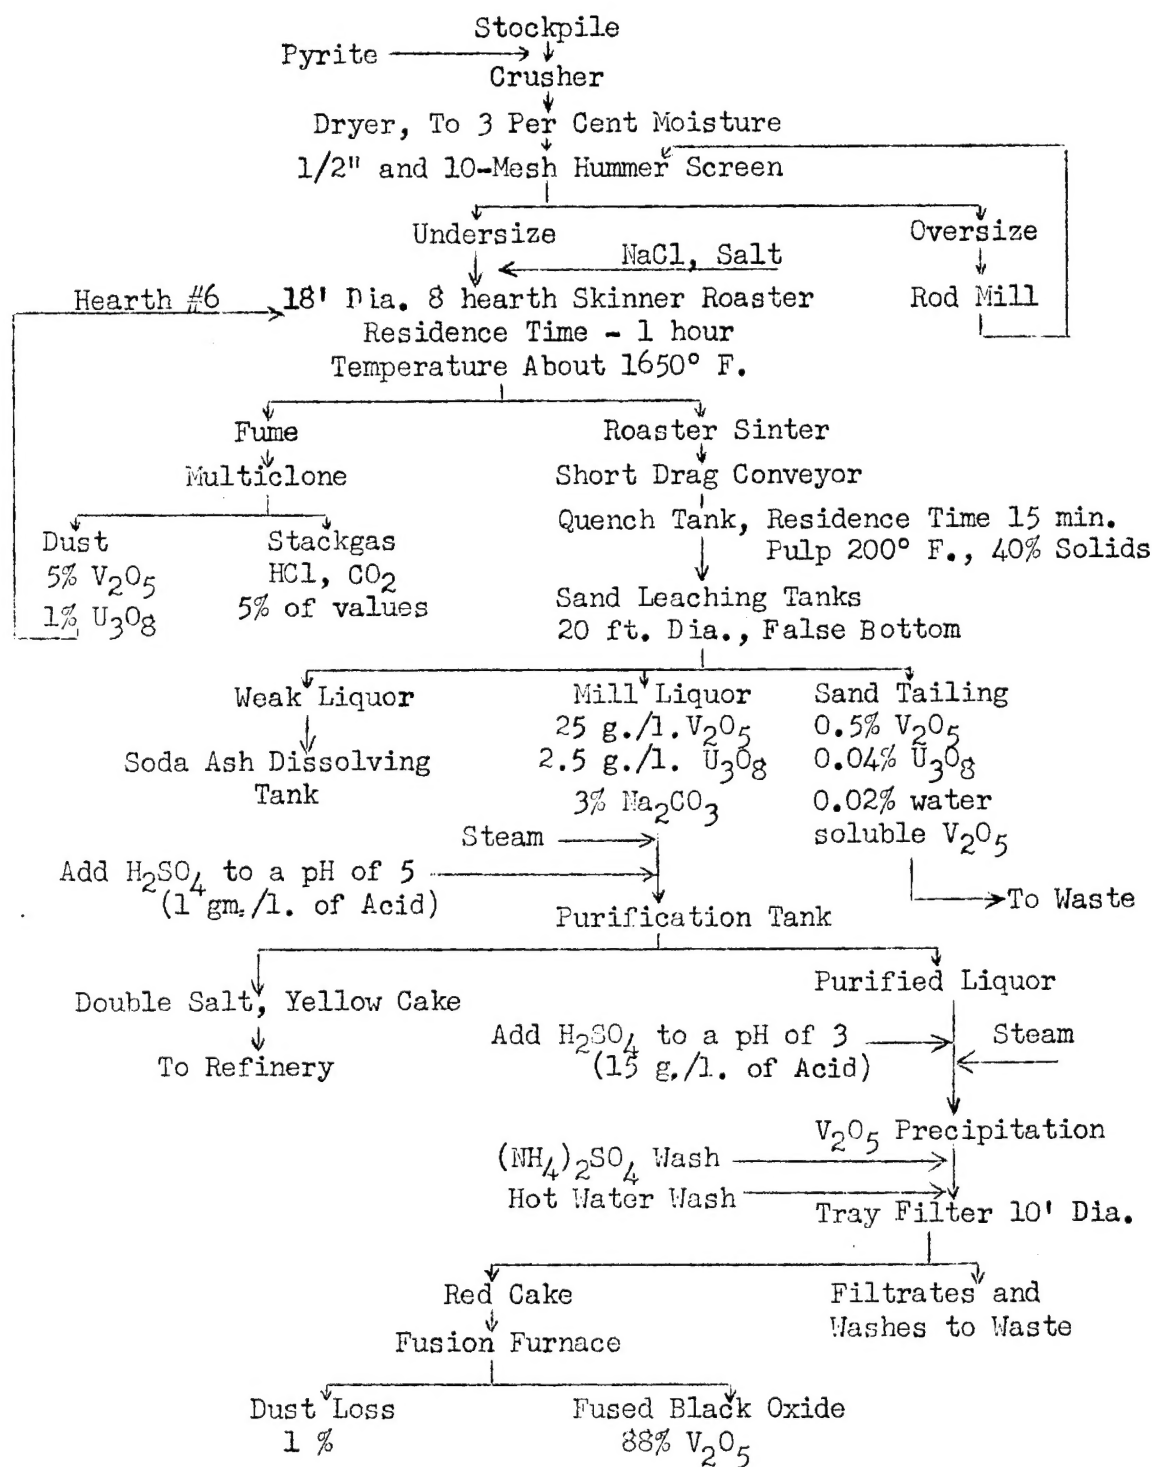 Stockpile
Pyrite
Crusher
Dryer, To 3 Per Cent Moisture
1/2" and 10-Mesh Hummer Screen
Undersize
Oversize
NaCl, Salt
Hearth #6
18' Dia. 8 hearth Skinner Roaster
Rod Mill
Residence Time - 1 hour
Temperature About 1650° F.
Fume
Roaster Sinter
Multiclone
Short Drag Conveyor
Quench Tank, Residence Time 15 min.
Pulp 200° F., 40% Solids
Dust
5% V2O5
1% U3O8
Stackgas
HCl, CO2
5% of values
Sand Leaching Tanks
20 ft. Dia., False Bottom
Weak Liquor
Soda Ash Dissolving
Tank
Mill Liquor
25 g./l. V2O5
2.5 g./l. U3O8
3% Na2CO3
Sand Tailing
0.5% V2O5
0.04% U3O8
0.02% water
soluble V2O5
Steam
Add H2SO4 to a pH of 5
(1 gm./l. of Acid)
To Waste
Purification Tank
Double Salt, Yellow Cake
To Refinery
Purified Liquor
Add H2SO4 to a pH of 3
(15 g./l. of Acid)
Steam
V2O5 Precipitation
(NH4)2SO4 Wash
Hot Water Wash
Tray Filter 10' Dia.
Red Cake
Fusion Furnace
Filtrates and
Washes to Waste
Dust Loss
1 %
Fused Black Oxide
88% V2O5